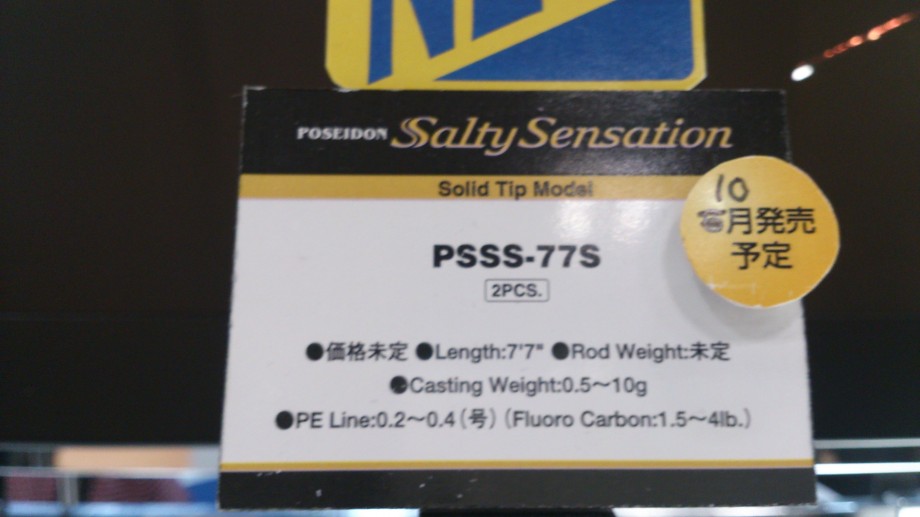 NE
POSEIDON Salty Sensation
Solid Tip Model
10
月発売
予定
PSSS-77S
2PCS.
●価格未定 ●Length:7'7" ●Rod Weight:未定
●Casting Weight:0.5〜10g
●PE Line:0.2〜0.4(号)(Fluoro Carbon:1.5〜4lb.)